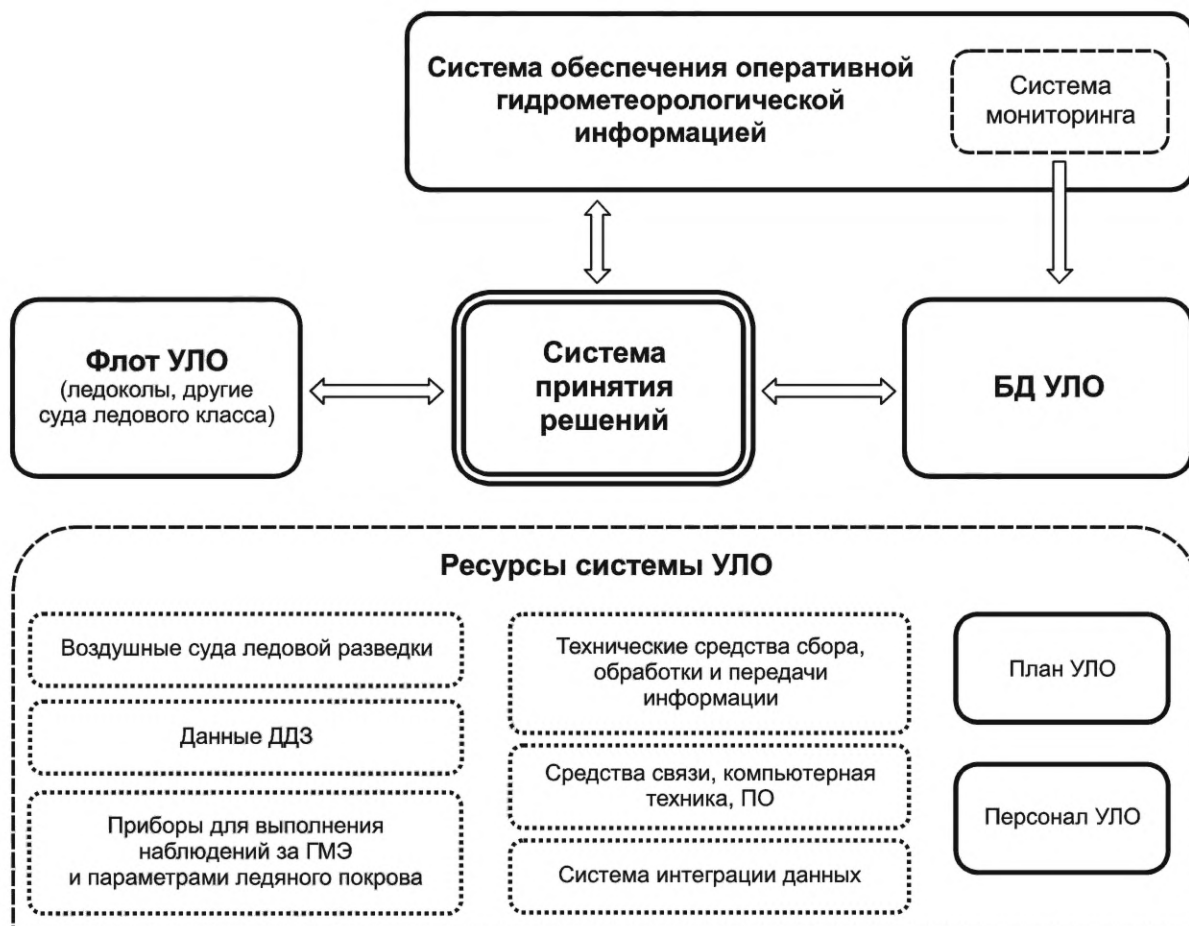 Система обеспечения оперативной
гидрометеорологической
информацией
Система
мониторинга
Флот УЛО
(ледоколы, другие
суда ледового класса)
Система
принятия
решений
БД УЛО
Ресурсы системы УЛО
Воздушные суда ледовой разведки
Данные ДДЗ
Приборы для выполнения
наблюдений за ГМЭ
и параметрами ледяного покрова
Технические средства сбора,
обработки и передачи
информации
Средства связи, компьютерная
техника, ПО
Система интеграции данных
План УЛО
Персонал УЛО